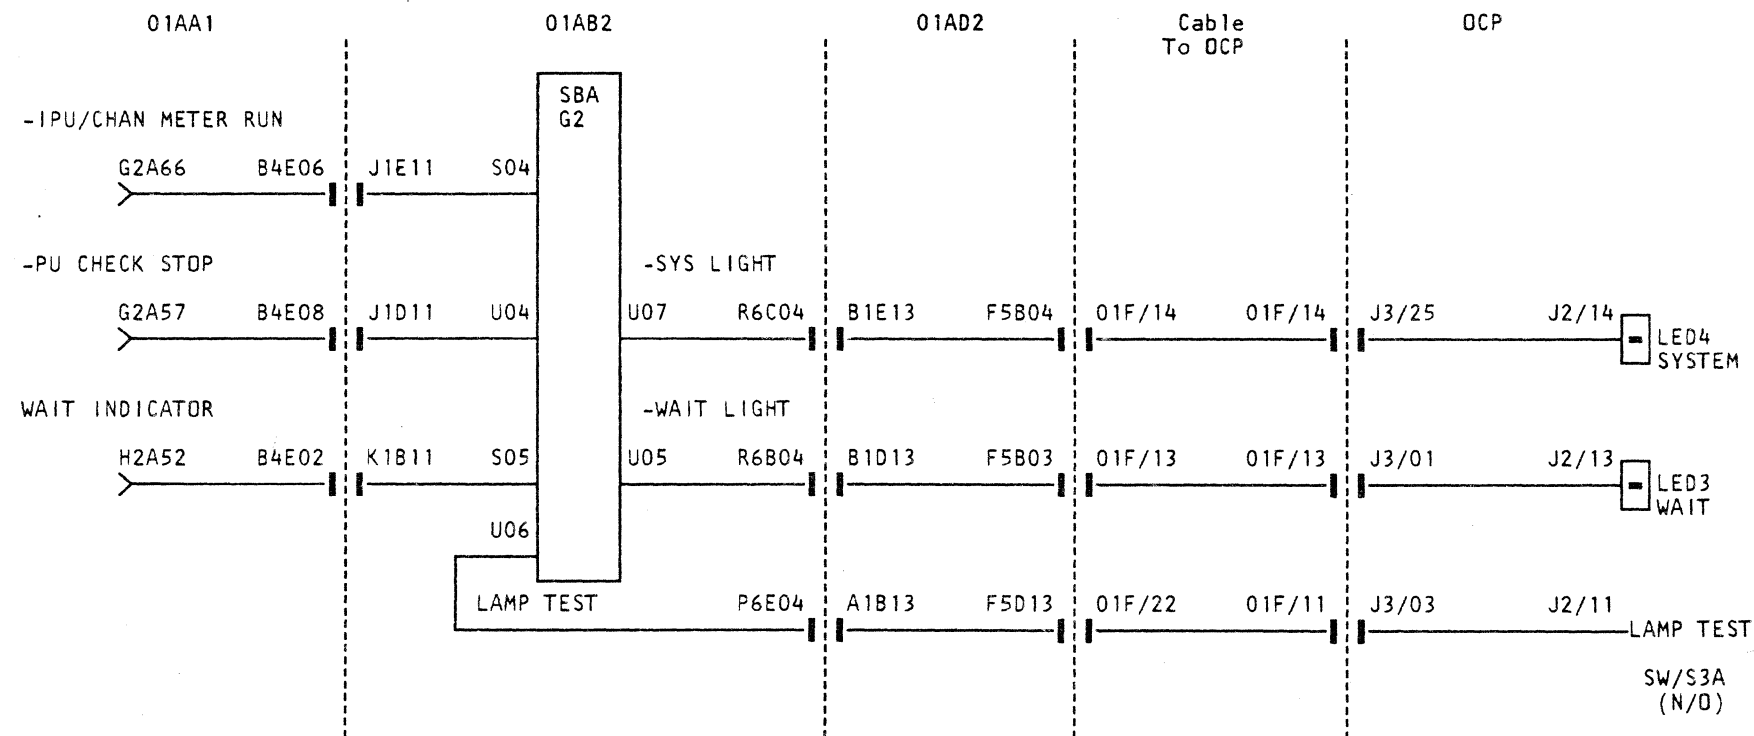 01AA1 01AB2 01AD2 Cable OCP
To OCP
SBA
G2
-IPU/CHAN METER RUN
G2A66 B4E06 J1E11 S04
-PU CHECK STOP -SYS LIGHT
G2A57 B4E08 J1D11 U04 U07 R6C04 B1E13 F5B04 01F/14 01F/14 J3/25 J2/14
LED4
SYSTEM
WAIT INDICATOR -WAIT LIGHT
H2A52 B4E02 K1B11 S05 U05 R6B04 B1D13 F5B03 01F/13 01F/13 J3/01 J2/13
LED3
WAIT
U06
LAMP TEST P6E04 A1B13 F5D13 01F/22 01F/11 J3/03 J2/11
LAMP TEST
SW/S3A
(N/O)